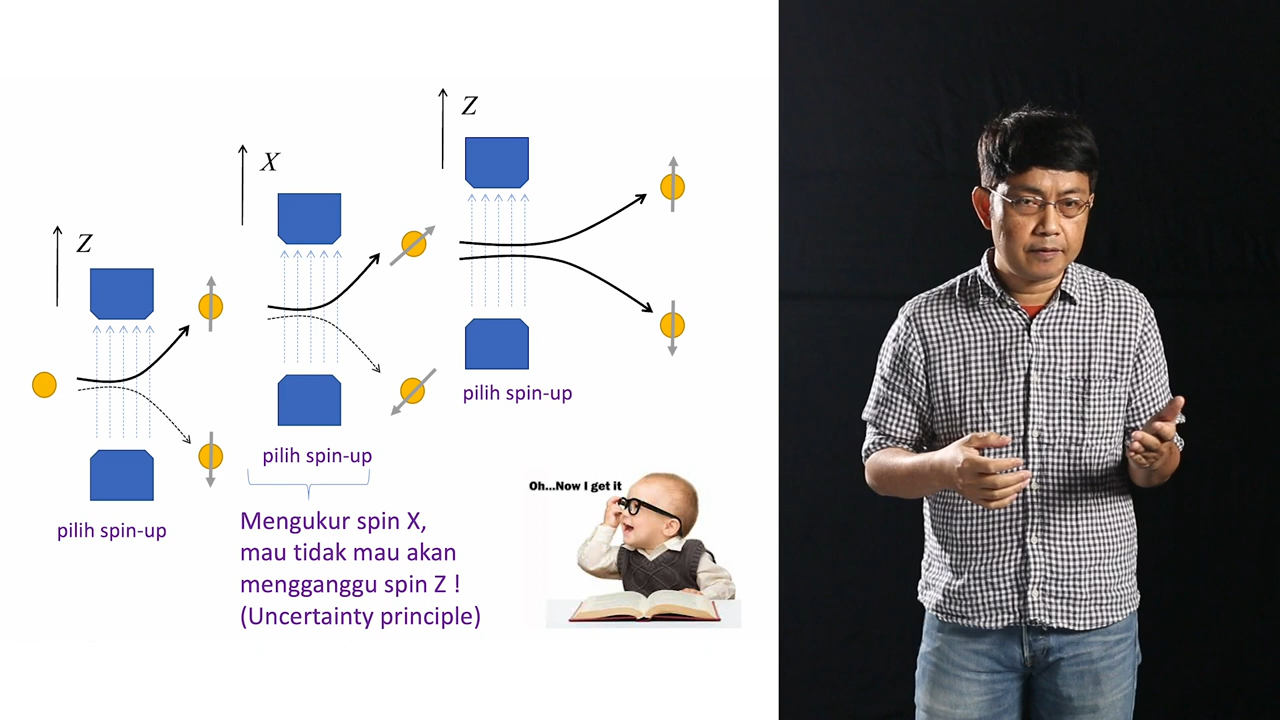 Z
pilih spin-up
X
pilih spin-up
Mengukur spin X,
mau tidak mau akan
mengganggu spin Z !
(Uncertainty principle)
Z
pilih spin-up
Oh...Now I get it